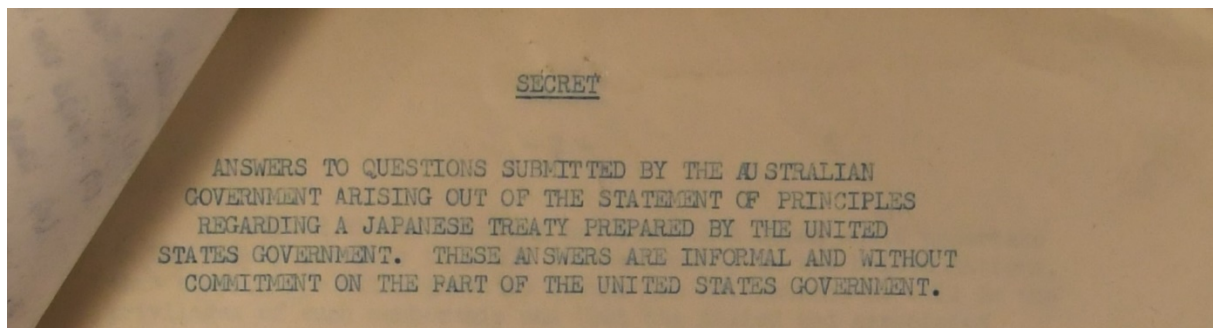 SECRET
ANSWERS TO QUESTIONS SUBMITTED BY THE AUSTRALIAN
GOVERNMENT ARISING OUT OF THE STATEMENT OF PRINCIPLES
REGARDING A JAPANESE TREATY PREPARED BY THE UNITED
STATES GOVERNMENT. THESE ANSWERS ARE INFORMAL AND WITHOUT
COMMITMENT ON THE PART OF THE UNITED STATES GOVERNMENT.